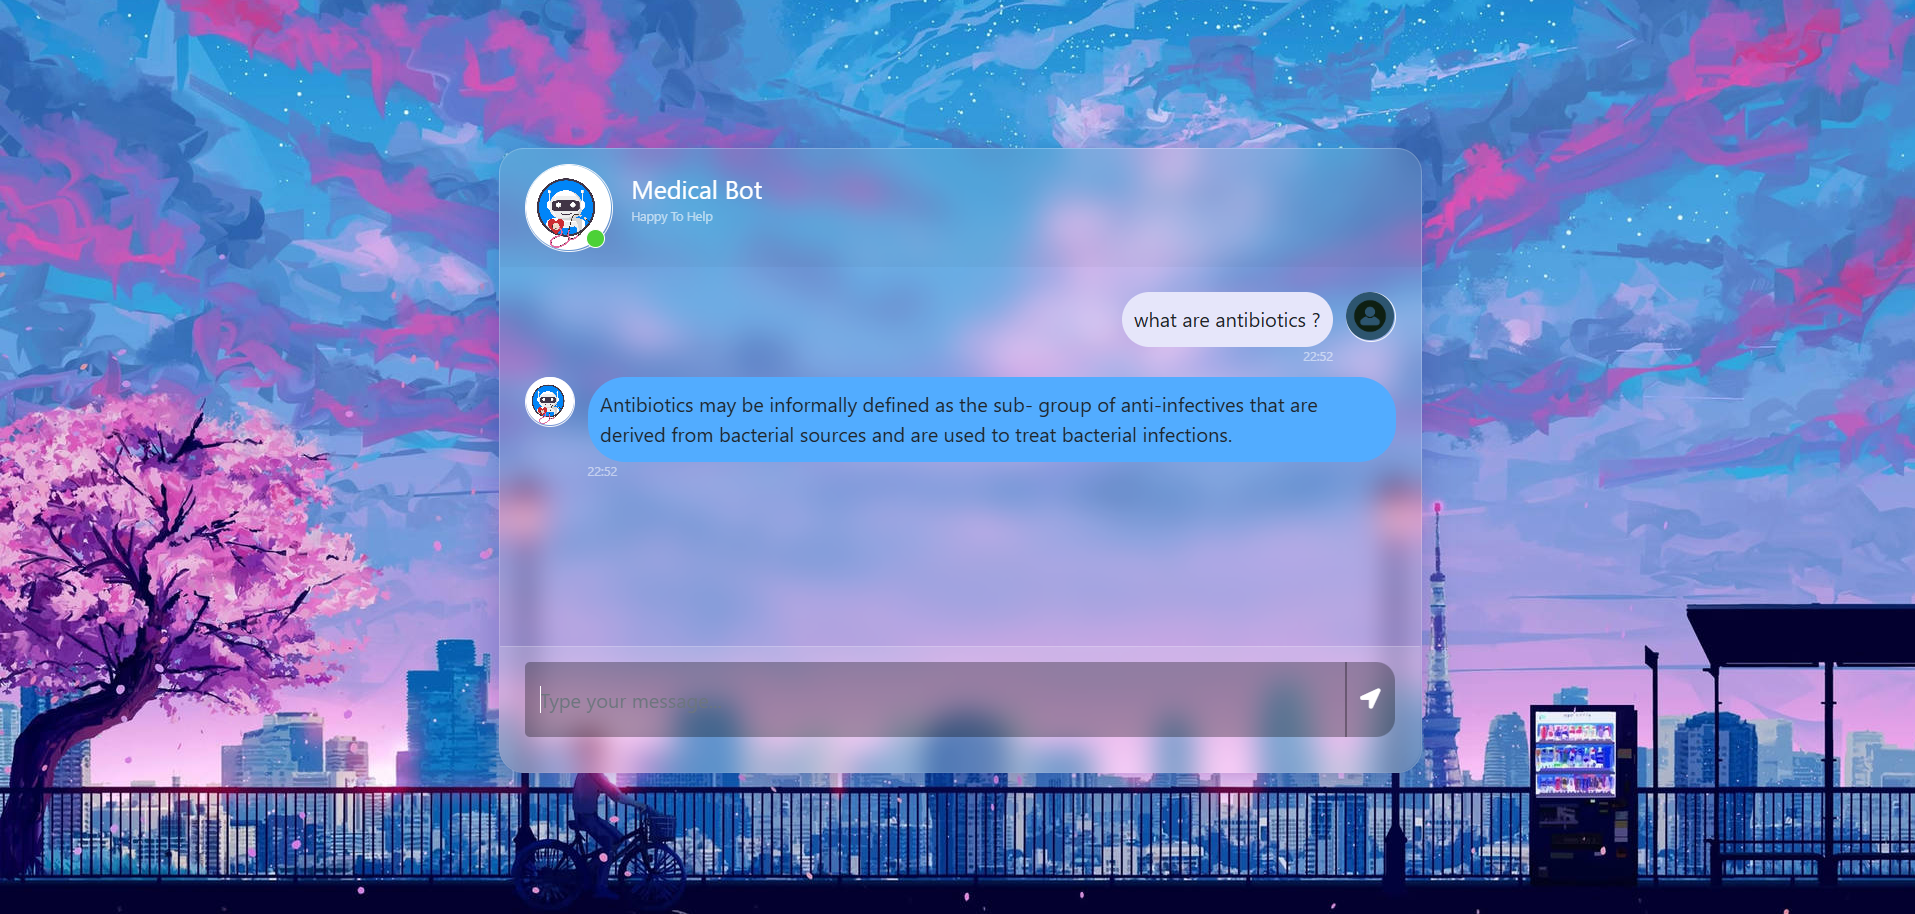 Medical Bot
Happy To Help
what are antibiotics ?
22:52
Antibiotics may be informally defined as the sub- group of anti-infectives that are
derived from bacterial sources and are used to treat bacterial infections.
22:52
Type your message